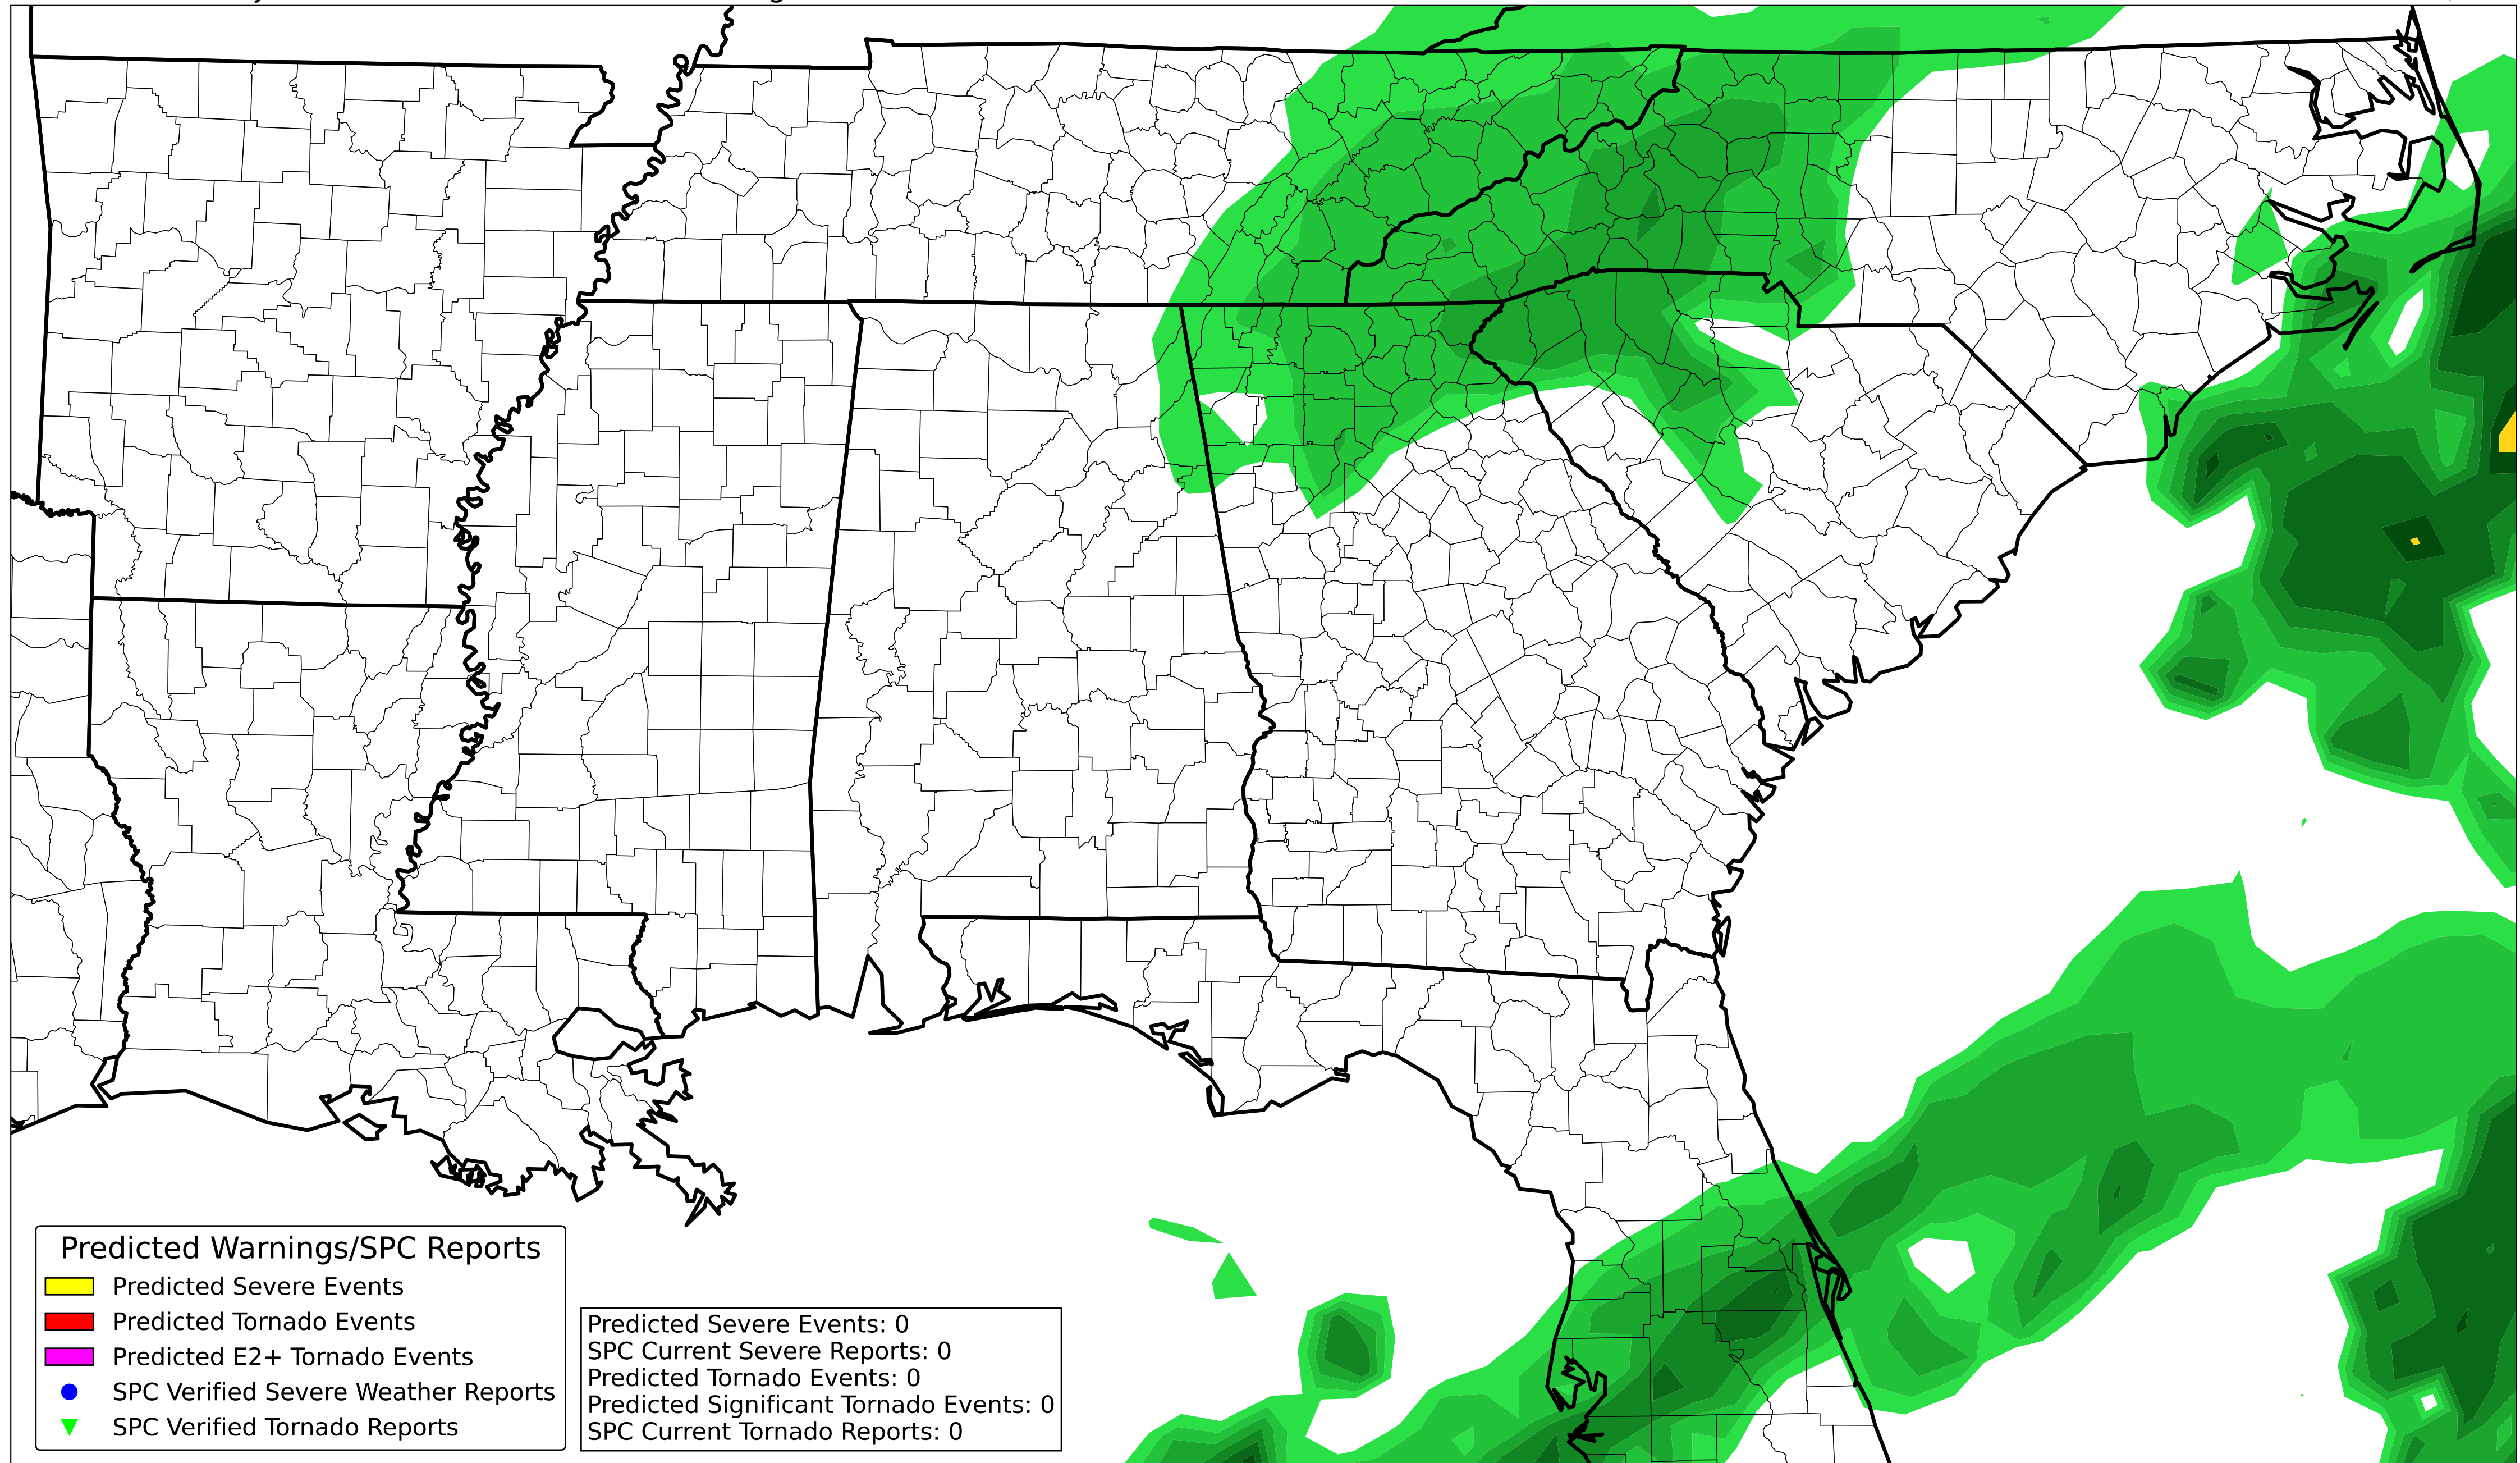 Predicted Warnings/SPC Reports
Predicted Severe Events
Predicted Tornado Events
Predicted E2+ Tornado Events
SPC Verified Severe Weather Reports
SPC Verified Tornado Reports
Predicted Severe Events: 0
SPC Current Severe Reports: 0
Predicted Tornado Events: 0
Predicted Significant Tornado Events: 0
SPC Current Tornado Reports: 0